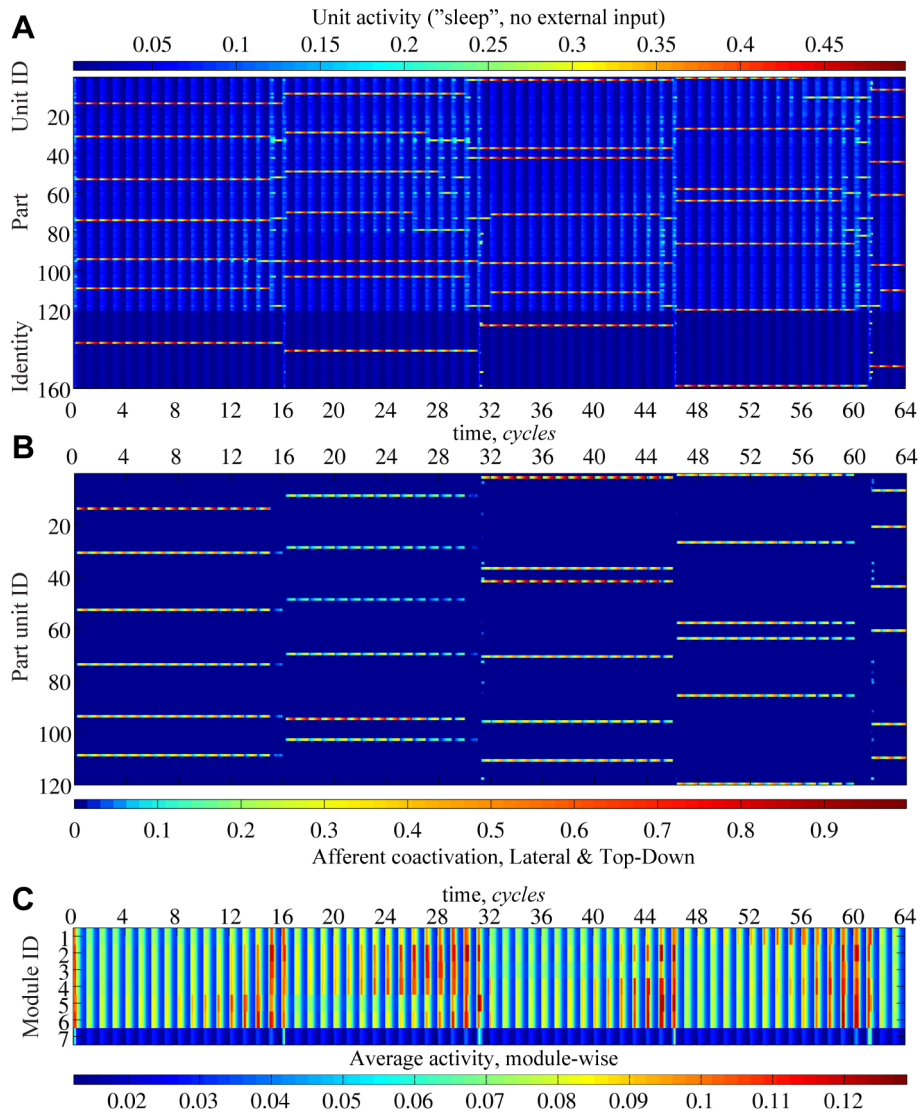 A
Unit activity ("sleep", no external input)
0.05 0.1 0.15 0.2 0.25 0.3 0.35 0.4 0.45
Unit ID
Part
Identity
20
40
60
80
100
120
160
0 4 8 12 16 20 24 28 32 36 40 44 48 52 56 60 64
time, cycles
B
0 4 8 12 16 20 24 28 32 36 40 44 48 52 56 60 64
Part unit ID
20
40
60
80
100
120
0 0.1 0.2 0.3 0.4 0.5 0.6 0.7 0.8 0.9
Afferent coactivation, Lateral & Top-Down
C
time, cycles
0 4 8 12 16 20 24 28 32 36 40 44 48 52 56 60 64
Module ID
1
2
3
4
5
6
7
Average activity, module-wise
0.02 0.03 0.04 0.05 0.06 0.07 0.08 0.09 0.1 0.11 0.12